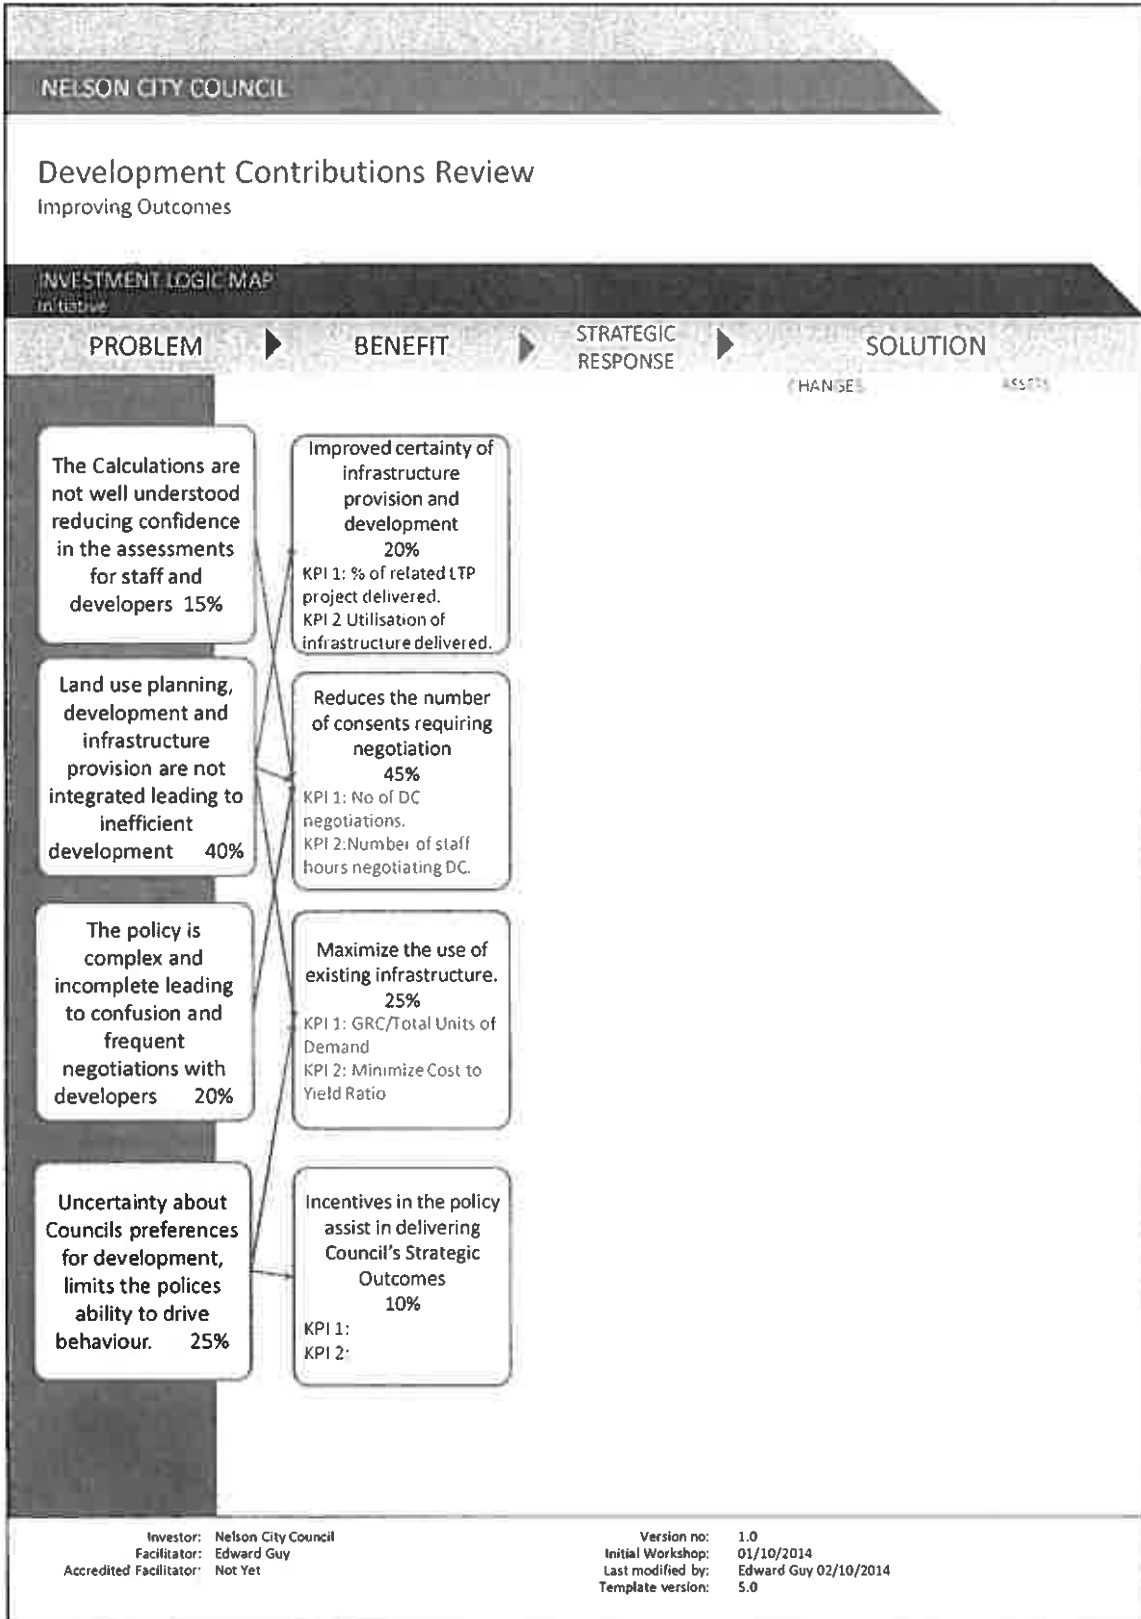 NELSON CITY COUNCIL
Development Contributions Review
Improving Outcomes
INVESTMENT LOGIC MAP
Initiative
PROBLEM
BENEFIT
STRATEGIC
RESPONSE
SOLUTION
CHANGES
ASSETS
The Calculations are
not well understood
reducing confidence
in the assessments
for staff and
developers 15%
Land use planning,
development and
infrastructure
provision are not
integrated leading to
inefficient
development 40%
The policy is
complex and
incomplete leading
to confusion and
frequent
negotiations with
developers 20%
Uncertainty about
Councils preferences
for development,
limits the polices
ability to drive
behaviour. 25%
Improved certainty of
infrastructure
provision and
development
20%
KPI 1: % of related LTP
project delivered.
KPI 2 Utilisation of
infrastructure delivered.
Reduces the number
of consents requiring
negotiation
45%
KPI 1: No of DC
negotiations.
KPI 2:Number of staff
hours negotiating DC.
Maximize the use of
existing infrastructure.
25%
KPI 1: GRC/Total Units of
Demand
KPI 2: Minimize Cost to
Yield Ratio
Incentives in the policy
assist in delivering
Council's Strategic
Outcomes
10%
KPI 1:
KPI 2:
Investor: Nelson City Council
Facilitator: Edward Guy
Accredited Facilitator: Not Yet
Version no: 1.0
Initial Workshop: 01/10/2014
Last modified by: Edward Guy 02/10/2014
Template version: 5.0